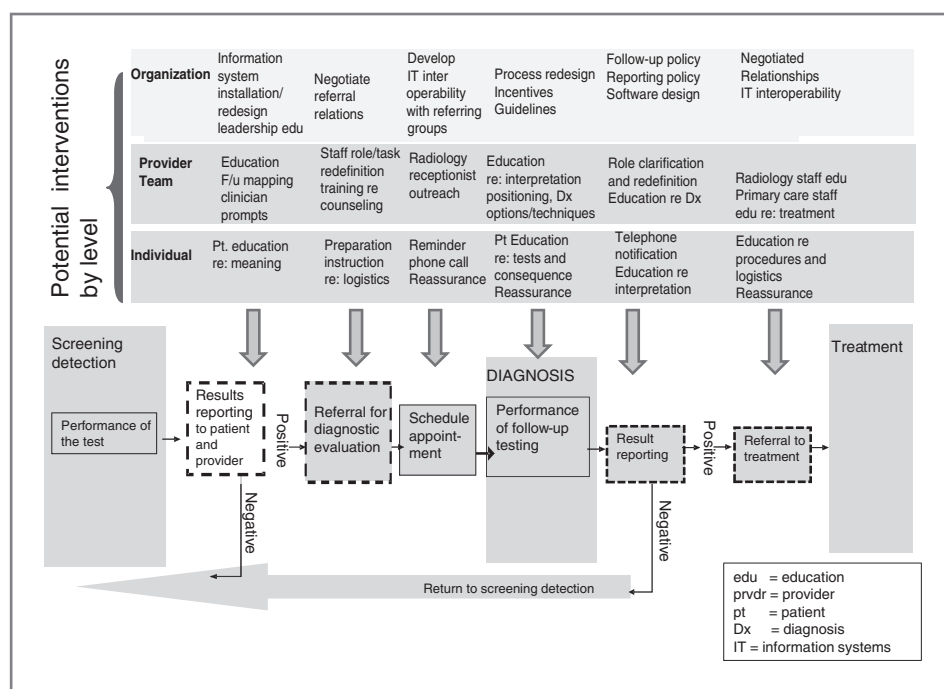 Potential interventions
by level
Organization
Information
system
installation/
redesign
leadership edu
Negotiate
referral
relations
Develop
IT inter
operability
with referring
groups
Process redesign
Incentives
Guidelines
Follow-up policy
Reporting policy
Software design
Negotiated
Relationships
IT interoperability
Provider
Team
Education
F/u mapping
clinician
prompts
Staff role/task
redefinition
training re
counseling
Radiology
receptionist
outreach
Education
re: interpretation
positioning, Dx
options/techniques
Role clarification
and redefinition
Education re Dx
Radiology staff edu
Primary care staff
edu re: treatment
Individual
Pt. education
re: meaning
Preparation
instruction
re: logistics
Reminder
phone call
Reassurance
Pt Education
re: tests and
consequence
Reassurance
Telephone
notification
Education re
interpretation
Education re
procedures and
logistics
Reassurance
Screening
detection
Performance of
the test
Results
reporting
to patient
and
provider
Positive
Negative
Referral for
diagnostic
evaluation
Schedule
appoint-
ment
DIAGNOSIS
Performance
of follow-up
testing
Result
reporting
Positive
Negative
Referral to
treatment
Treatment
Return to screening detection
edu = education
prvdr = provider
pt = patient
Dx = diagnosis
IT = information systems